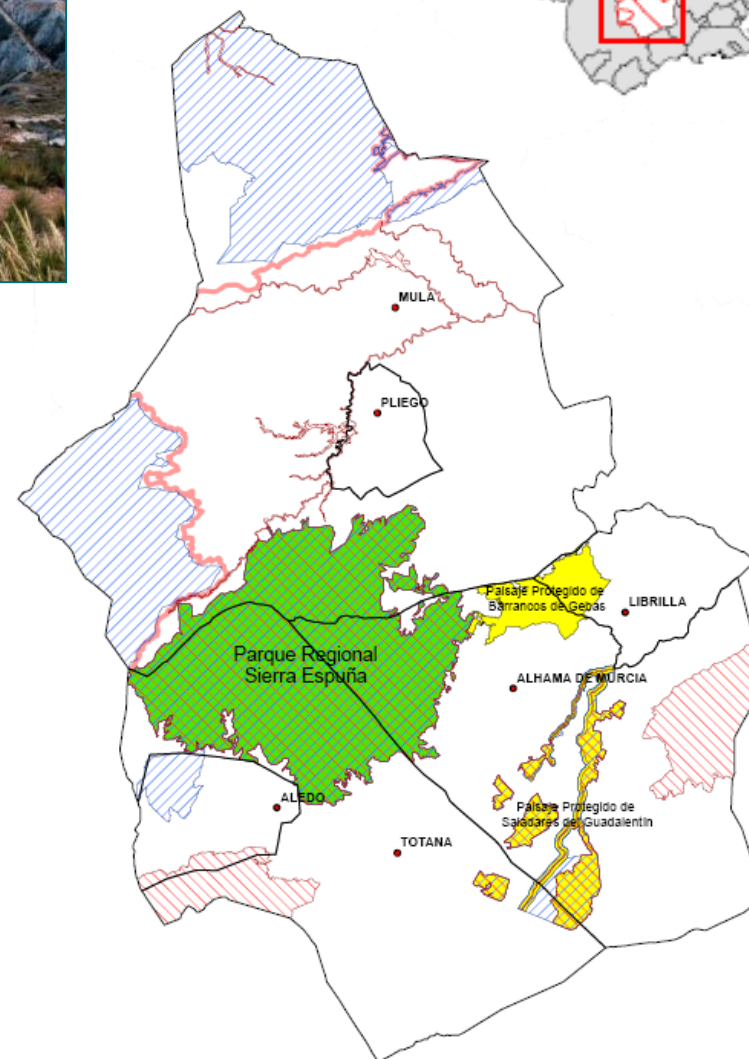 MULA
PLIEGO
Paisaje Protegido de
Barrancos de Gebas
LIBRILLA
Parque Regional
Sierra Espuña
ALHAMA DE MURCIA
ALEDO
Paisaje Protegido de
Saladares del Guadalentin
TOTANA